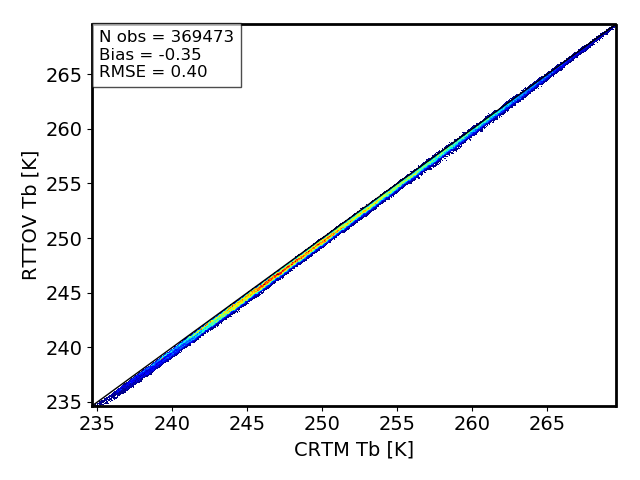 N obs = 369473
Bias = -0.35
RMSE = 0.40
265
260
255
250
245
240
235
RTTOV Tb [K]
235 240 245 250 255 260 265
CRTM Tb [K]